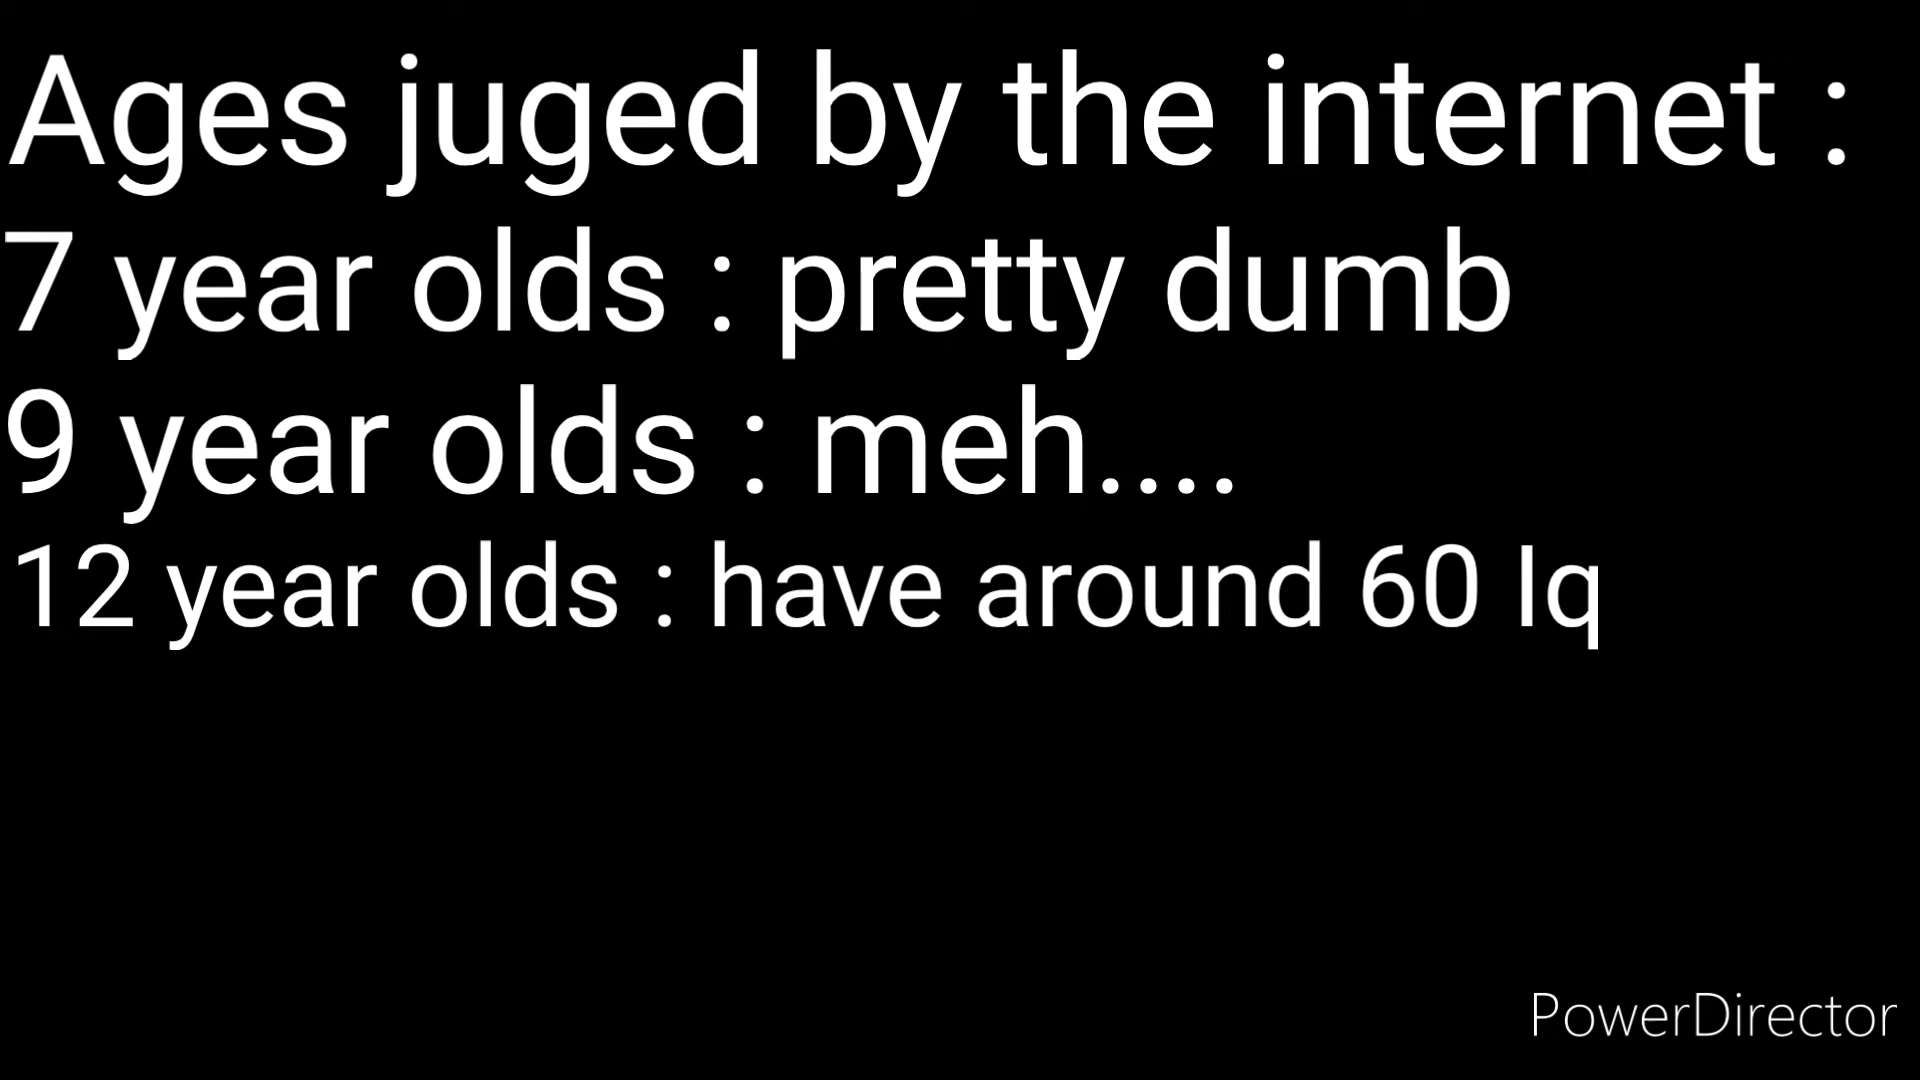 Ages juged by the internet :
7 year olds : pretty dumb
9 year olds : meh....
12 year olds : have around 60 Iq
PowerDirector